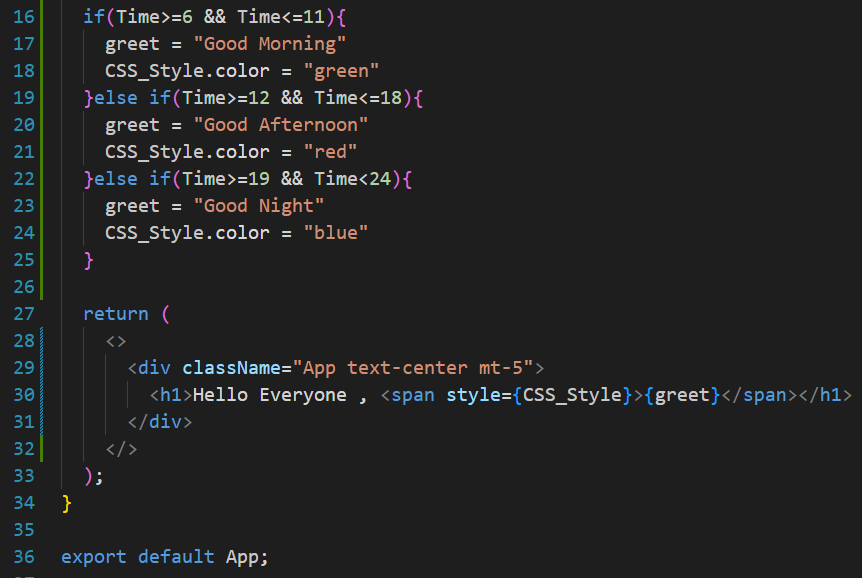 16 if(Time>=6 && Time<=11){
17 greet = "Good Morning"
18 CSS_Style.color = "green"
19 }else if(Time>=12 && Time<=18){
20 greet = "Good Afternoon"
21 CSS_Style.color = "red"
22 }else if(Time>=19 && Time<24){
23 greet = "Good Night"
24 CSS_Style.color = "blue"
25 }
26
27 return (
28 <>
29 <div className="App text-center mt-5">
30 <h1>Hello Everyone , <span style={CSS_Style}>{greet}</span></h1>
31 </div>
32 </>
33 );
34 }
35
36 export default App;